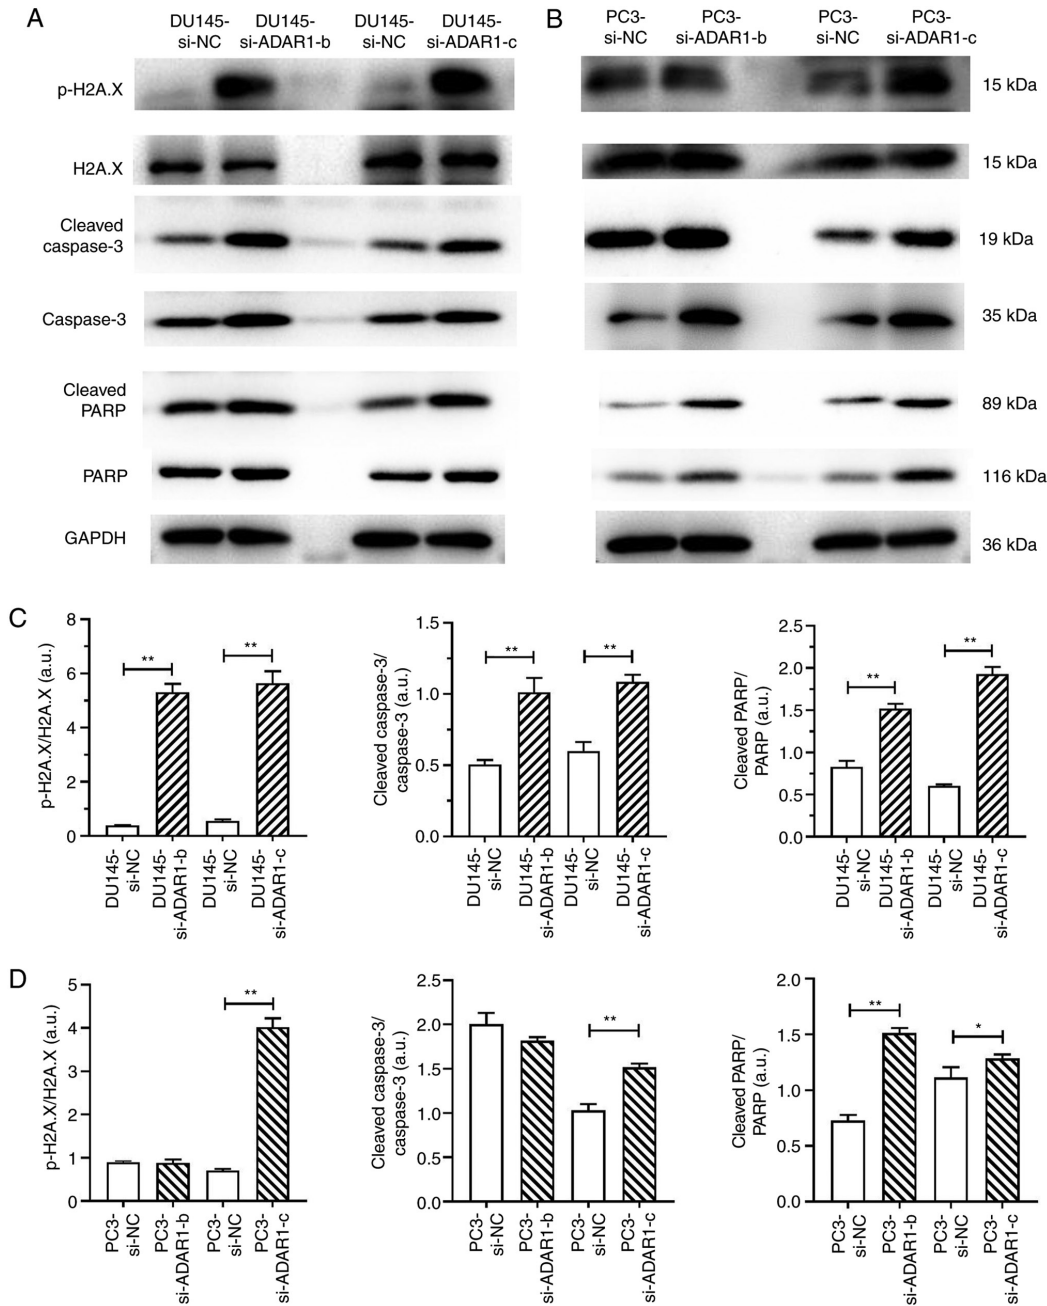 A
DU145-
si-NC
DU145-
si-ADAR1-b
DU145-
si-NC
DU145-
si-ADAR1-c
p-H2A.X
H2A.X
Cleaved
caspase-3
Caspase-3
Cleaved
PARP
PARP
GAPDH
B
PC3-
si-NC
PC3-
si-ADAR1-b
PC3-
si-NC
PC3-
si-ADAR1-c
15 kDa
15 kDa
19 kDa
35 kDa
89 kDa
116 kDa
36 kDa
C
p-H2A.X/H2A.X (a.u.)
8
6
4
2
0
**
**
DU145-
si-NC
DU145-
si-ADAR1-b
DU145-
si-NC
DU145-
si-ADAR1-c
Cleaved caspase-3/
caspase-3 (a.u.)
1.5
1.0
0.5
0.0
**
**
DU145-
si-NC
DU145-
si-ADAR1-b
DU145-
si-NC
DU145-
si-ADAR1-c
Cleaved PARP/
PARP (a.u.)
2.5
2.0
1.5
1.0
0.5
0.0
**
**
DU145-
si-NC
DU145-
si-ADAR1-b
DU145-
si-NC
DU145-
si-ADAR1-c
D
p-H2A.X/H2A.X (a.u.)
5
4
3
2
1
0
**
PC3-
si-NC
PC3-
si-ADAR1-b
PC3-
si-NC
PC3-
si-ADAR1-c
Cleaved caspase-3/
caspase-3 (a.u.)
2.5
2.0
1.5
1.0
0.5
0.0
**
PC3-
si-NC
PC3-
si-ADAR1-b
PC3-
si-NC
PC3-
si-ADAR1-c
Cleaved PARP/
PARP (a.u.)
2.0
1.5
1.0
0.5
0.0
**
*
PC3-
si-NC
PC3-
si-ADAR1-b
PC3-
si-NC
PC3-
si-ADAR1-c